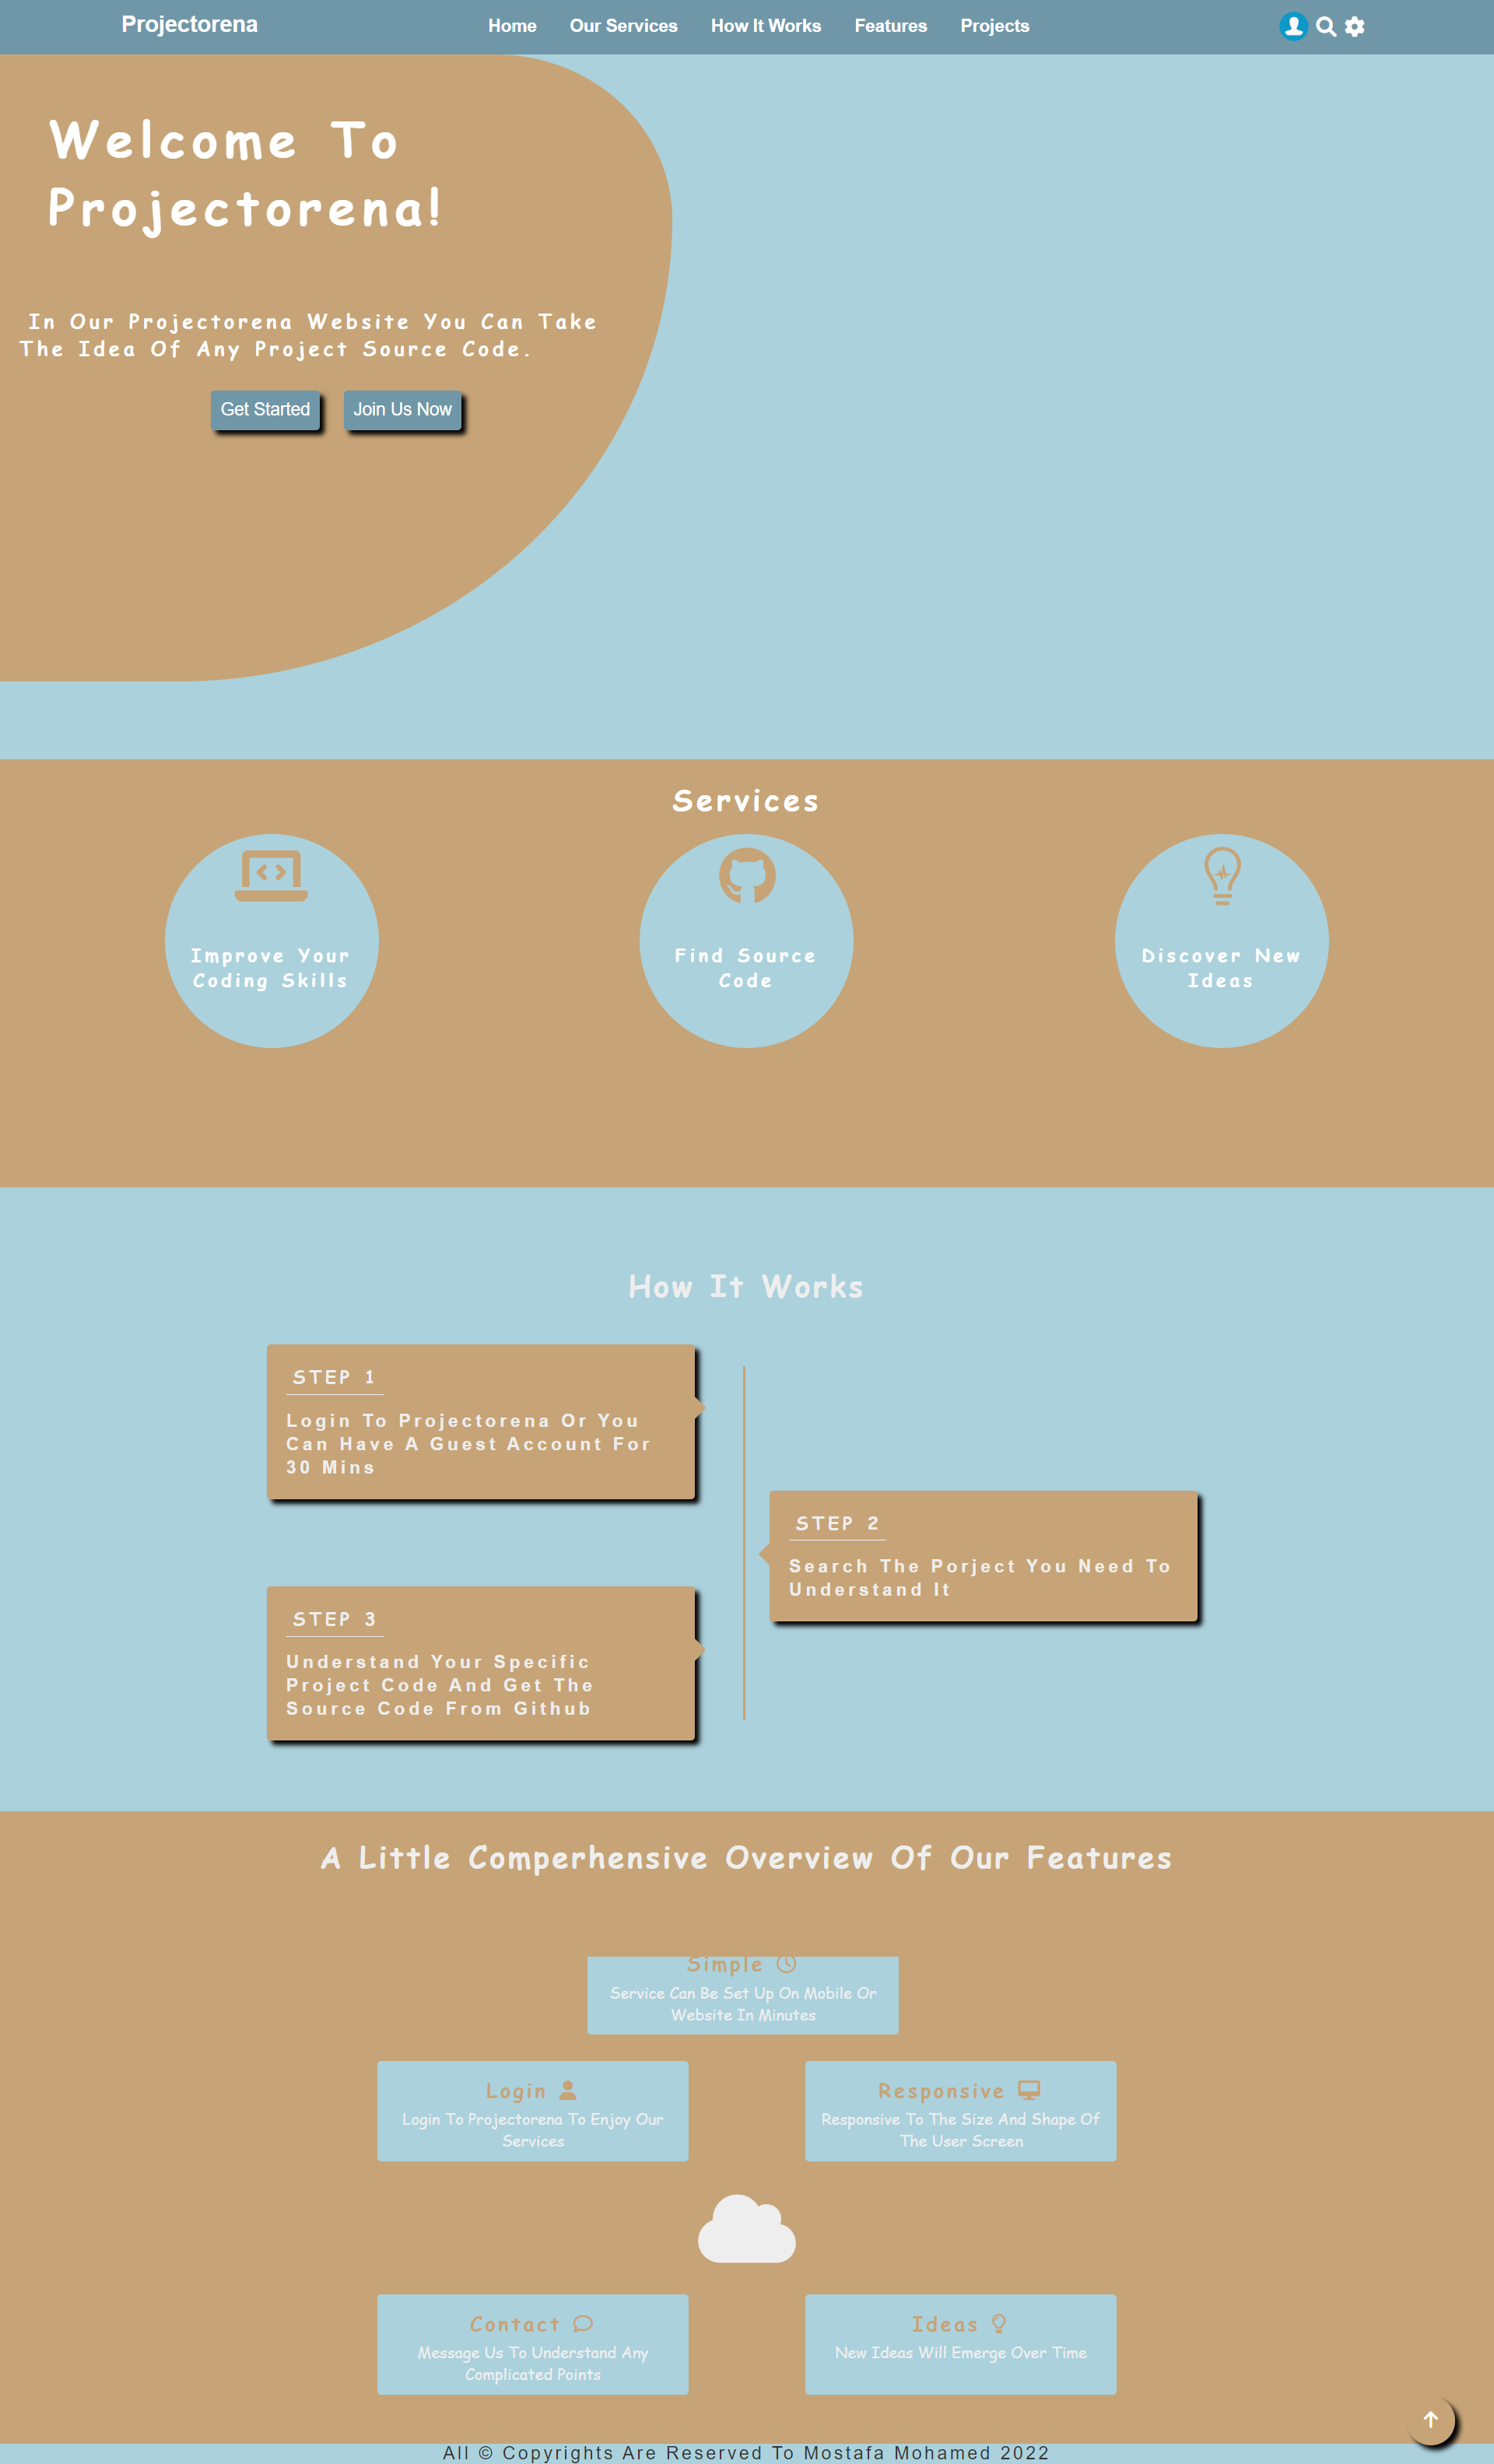 Projectorena
Home Our Services How It Works Features Projects
Welcome To
Projectorena!
In Our Projectorena Website You Can Take
The Idea Of Any Project Source Code.
Get Started Join Us Now
Services
Improve Your
Coding Skills
Find Source
Code
Discover New
Ideas
How It Works
STEP 1
Login To Projectorena Or You
Can Have A Guest Account For
30 Mins
STEP 2
Search The Porject You Need To
Understand It
STEP 3
Understand Your Specific
Project Code And Get The
Source Code From Github
A Little Comperhensive Overview Of Our Features
Simple
Service Can Be Set Up On Mobile Or
Website In Minutes
Login
Login To Projectorena To Enjoy Our
Services
Responsive
Responsive To The Size And Shape Of
The User Screen
Contact
Message Us To Understand Any
Complicated Points
Ideas
New Ideas Will Emerge Over Time
All © Copyrights Are Reserved To Mostafa Mohamed 2022